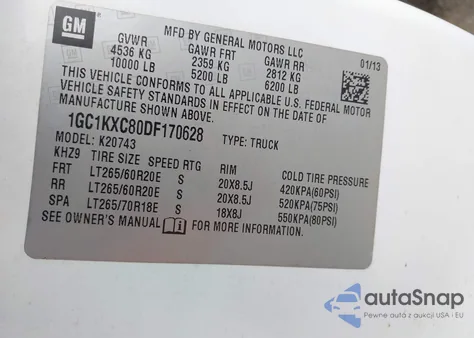 GM
MFD BY GENERAL MOTORS LLC
GVWR GAWR FRT GAWR RR 01/13
4536 KG 2359 KG 2812 KG
10000 LB 5200 LB 6200 LB
THIS VEHICLE CONFORMS TO ALL APPLICABLE U.S. FEDERAL MOTOR
VEHICLE SAFETY STANDARDS IN EFFECT ON THE DATE OF
MANUFACTURE SHOWN ABOVE.
1GC1KXC80DF170628 TYPE: TRUCK
MODEL: K20743
KHZ9 TIRE SIZE SPEED RTG RIM COLD TIRE PRESSURE
FRT LT265/60R20E S 20X8.5J 420KPA(60PSI)
RR LT265/60R20E S 20X8.5J 520KPA(75PSI)
SPA LT265/70R18E S 18X8J 550KPA(80PSI)
SEE OWNER'S MANUAL FOR MORE INFORMATION.
autoSnap
Pewne auta z aukcji USA i EU